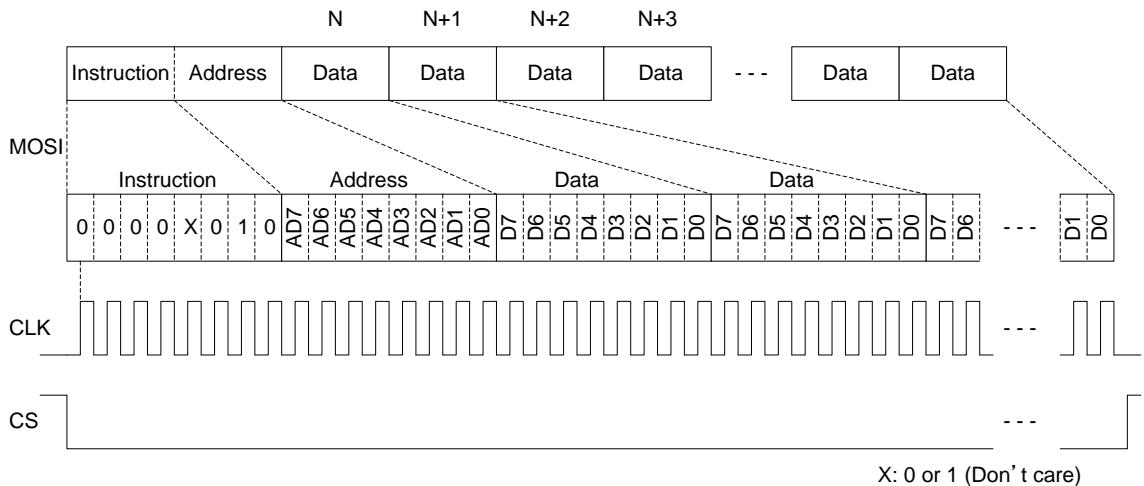 N N+1 N+2 N+3
Instruction Address Data Data Data Data - - - Data Data
MOSI
Instruction Address Data Data
0 0 0 0 X 0 1 0 AD7 AD6 AD5 AD4 AD3 AD2 AD1 AD0 D7 D6 D5 D4 D3 D2 D1 D0 D7 D6 D5 D4 D3 D2 D1 D0 D7 D6 - - - D1 D0
CLK - - -
CS - - -
X: 0 or 1 (Don't care)